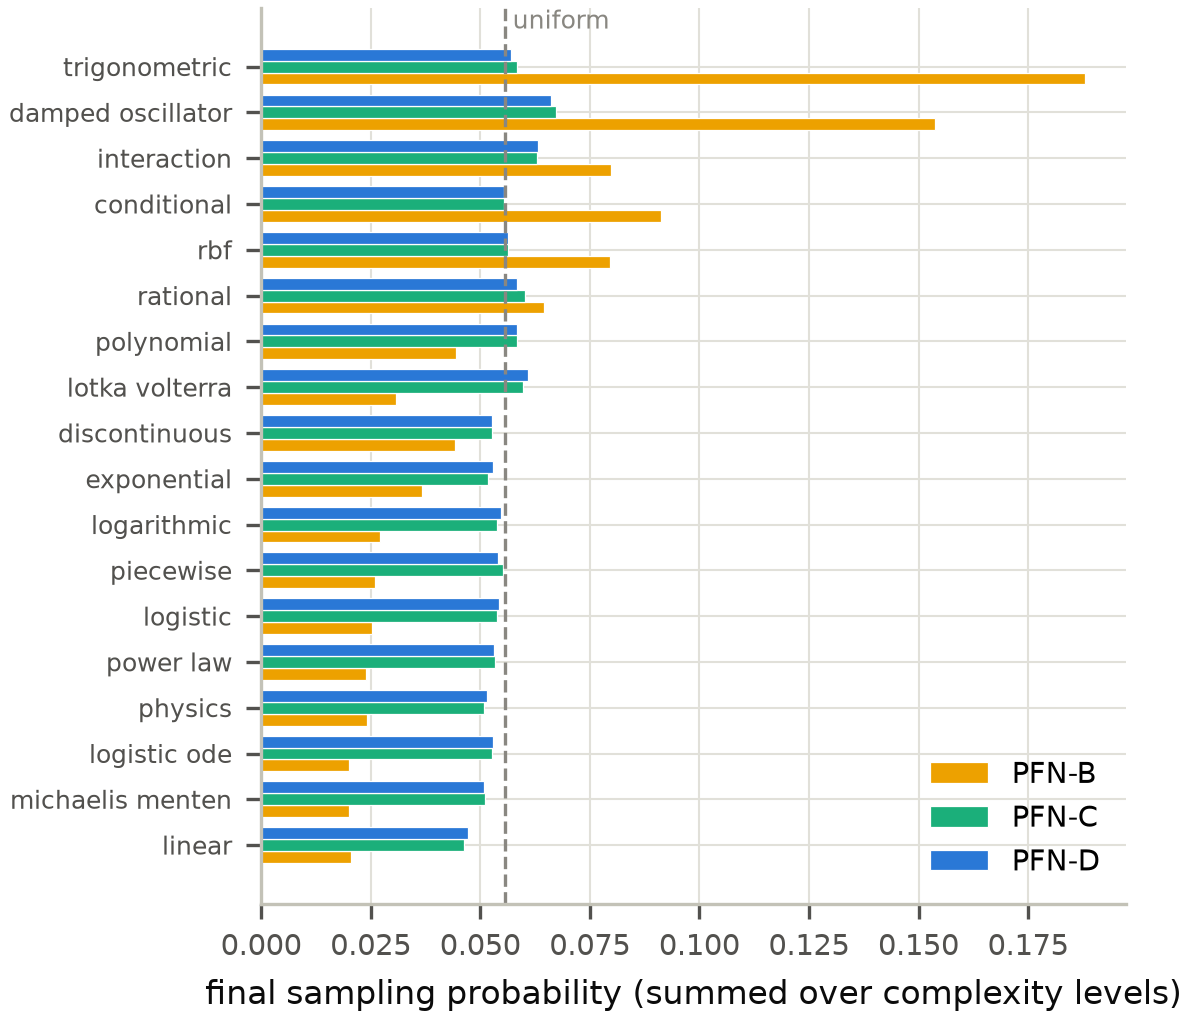 uniform
trigonometric
damped oscillator
interaction
conditional
rbf
rational
polynomial
lotka volterra
discontinuous
exponential
logarithmic
piecewise
logistic
power law
physics
logistic ode
michaelis menten
linear
PFN-B
PFN-C
PFN-D
0.000 0.025 0.050 0.075 0.100 0.125 0.150 0.175
final sampling probability (summed over complexity levels)